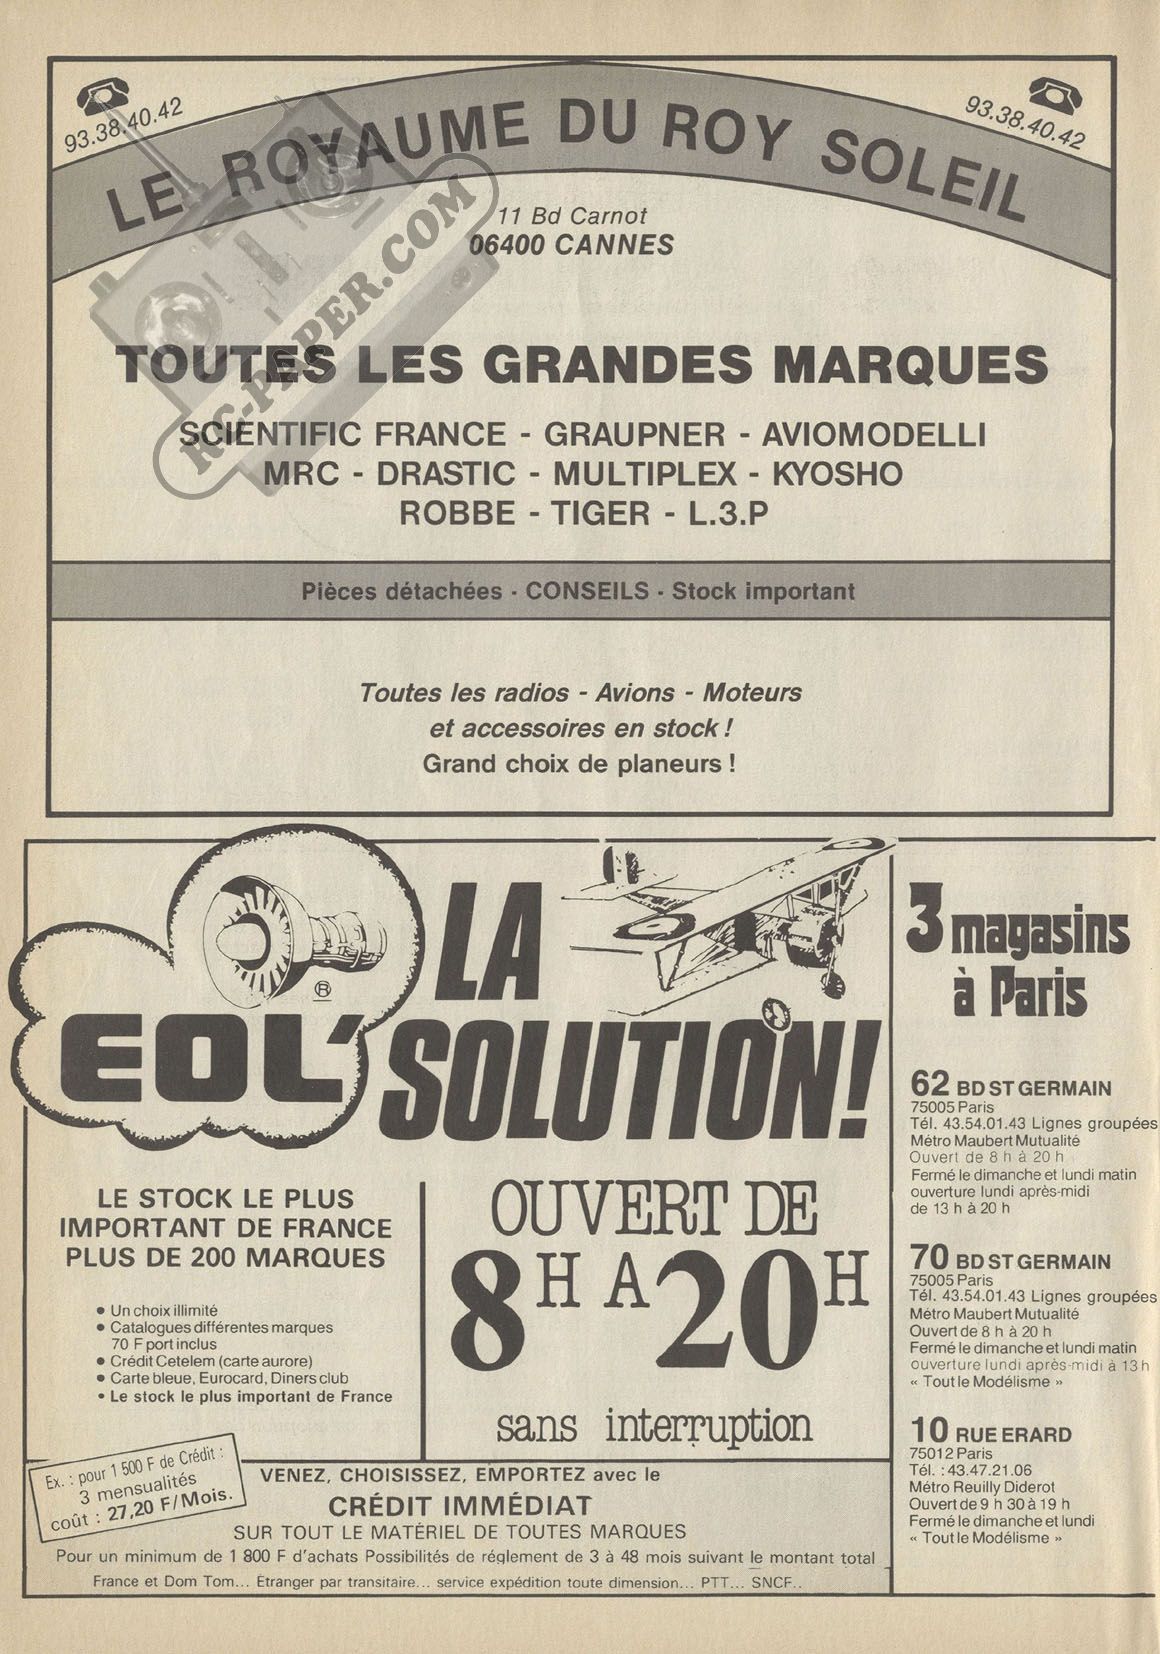 93.38.40.42
93.38.40.42
LE ROYAUME DU ROY SOLEIL
11 Bd Carnot
06400 CANNES
RC-PAPER.COM
TOUTES LES GRANDES MARQUES
SCIENTIFIC FRANCE - GRAUPNER - AVIOMODELLI
MRC - DRASTIC - MULTIPLEX - KYOSHO
ROBBE - TIGER - L.3.P
Pièces détachées - CONSEILS - Stock important
Toutes les radios - Avions - Moteurs
et accessoires en stock !
Grand choix de planeurs !
EOL'
®
LA
SOLUTION!
LE STOCK LE PLUS
IMPORTANT DE FRANCE
PLUS DE 200 MARQUES
• Un choix illimité
• Catalogues différentes marques
70 F port inclus
• Crédit Cetelem (carte aurore)
• Carte bleue, Eurocard, Diners club
• Le stock le plus important de France
OUVERT DE
8H A 20H
sans interruption
Ex. : pour 1 500 F de Crédit :
3 mensualités
coût : 27,20 F/Mois.
VENEZ, CHOISISSEZ, EMPORTEZ avec le
CRÉDIT IMMÉDIAT
SUR TOUT LE MATÉRIEL DE TOUTES MARQUES
Pour un minimum de 1 800 F d'achats Possibilités de réglement de 3 à 48 mois suivant le montant total
France et Dom Tom... Étranger par transitaire... service expédition toute dimension... PTT... SNCF..
3 magasins
à Paris
62 BD ST GERMAIN
75005 Paris
Tél. 43.54.01.43 Lignes groupées
Métro Maubert Mutualité
Ouvert de 8 h à 20 h
Fermé le dimanche et lundi matin
ouverture lundi après-midi
de 13 h à 20 h
70 BD ST GERMAIN
75005 Paris
Tél. 43.54.01.43 Lignes groupées
Métro Maubert Mutualité
Ouvert de 8 h à 20 h
Fermé le dimanche et lundi matin
ouverture lundi après-midi à 13 h
« Tout le Modélisme »
10 RUE ERARD
75012 Paris
Tél. : 43.47.21.06
Métro Reuilly Diderot
Ouvert de 9 h 30 à 19 h
Fermé le dimanche et lundi
« Tout le Modélisme »